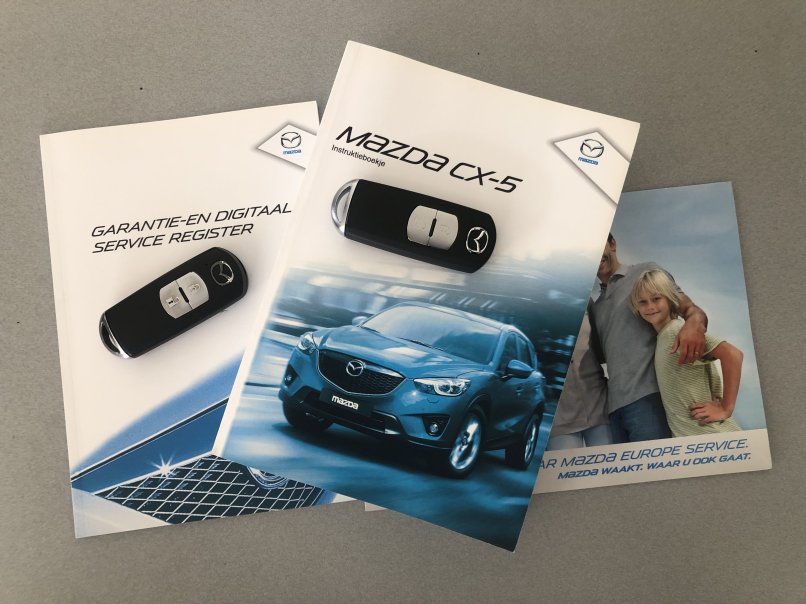 AR MAZDA EUROPE SERVICE.
MAZDA WAAKT. WAAR U OOK GAAT.
mazda
Instruktieboekje
MAZDA CX-5
mazda
GARANTIE-EN DIGITAAL
SERVICE REGISTER
mazda